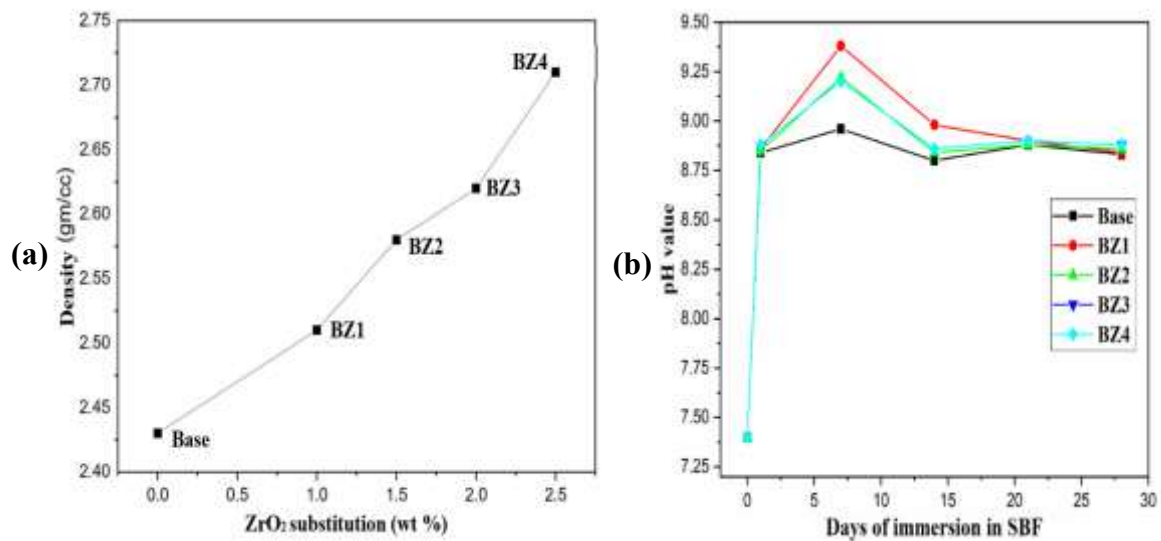 (a)
Density (gm/cc)
2.75
2.70
2.65
2.60
2.55
2.50
2.45
2.40
BZ4
BZ3
BZ2
BZ1
Base
0.0 0.5 1.0 1.5 2.0 2.5
ZrO₂ substitution (wt %)
(b)
pH value
9.50
9.25
9.00
8.75
8.50
8.25
8.00
7.75
7.50
7.25
Base
BZ1
BZ2
BZ3
BZ4
0 5 10 15 20 25 30
Days of immersion in SBF